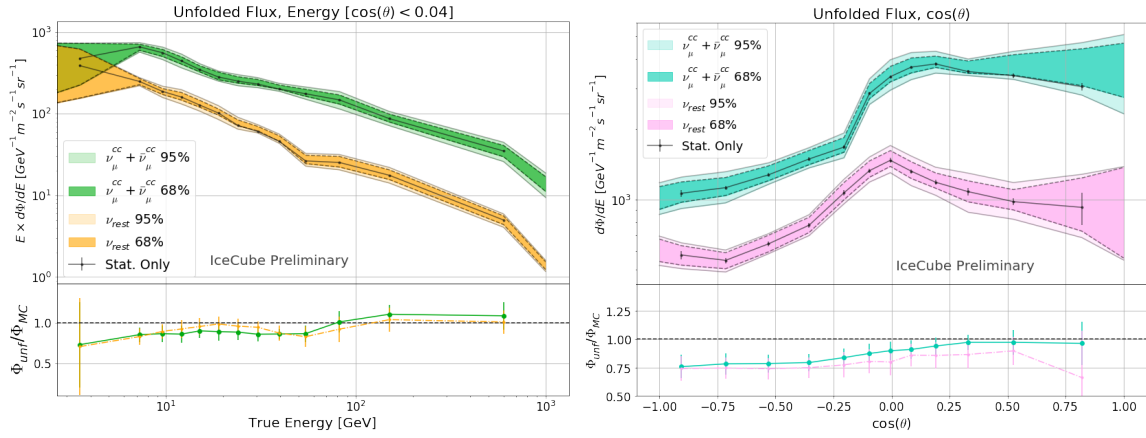 Unfolded Flux, Energy [cos(θ) < 0.04]
E × dΦ/dE [GeV⁻¹ m⁻² s⁻¹ sr⁻¹]
10³
10²
10¹
10⁰
ν_μ^cc + ν̄_μ^cc 95%
ν_μ^cc + ν̄_μ^cc 68%
ν_rest 95%
ν_rest 68%
Stat. Only
IceCube Preliminary
Φ_unf/Φ_MC
1.0
0.5
10¹
10²
10³
True Energy [GeV]
Unfolded Flux, cos(θ)
dΦ/dE [GeV⁻¹ m⁻² s⁻¹ sr⁻¹]
10³
ν_μ^cc + ν̄_μ^cc 95%
ν_μ^cc + ν̄_μ^cc 68%
ν_rest 95%
ν_rest 68%
Stat. Only
IceCube Preliminary
Φ_unf/Φ_MC
1.25
1.00
0.75
0.50
−1.00 −0.75 −0.50 −0.25 0.00 0.25 0.50 0.75 1.00
cos(θ)